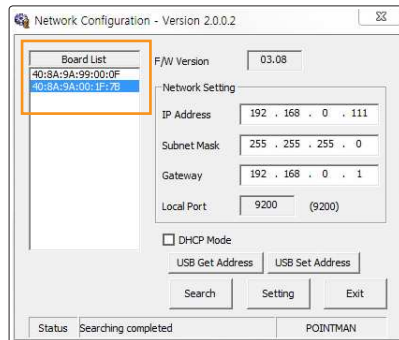 Network Configuration - Version 2.0.0.2
Board List
40:8A:9A:99:00:0F
40:8A:9A:00:1F:7B
F/W Version 03.08
Network Setting
IP Address 192 . 168 . 0 . 111
Subnet Mask 255 . 255 . 255 . 0
Gateway 192 . 168 . 0 . 1
Local Port 9200 (9200)
DHCP Mode
USB Get Address USB Set Address
Search Setting Exit
Status Searching completed POINTMAN